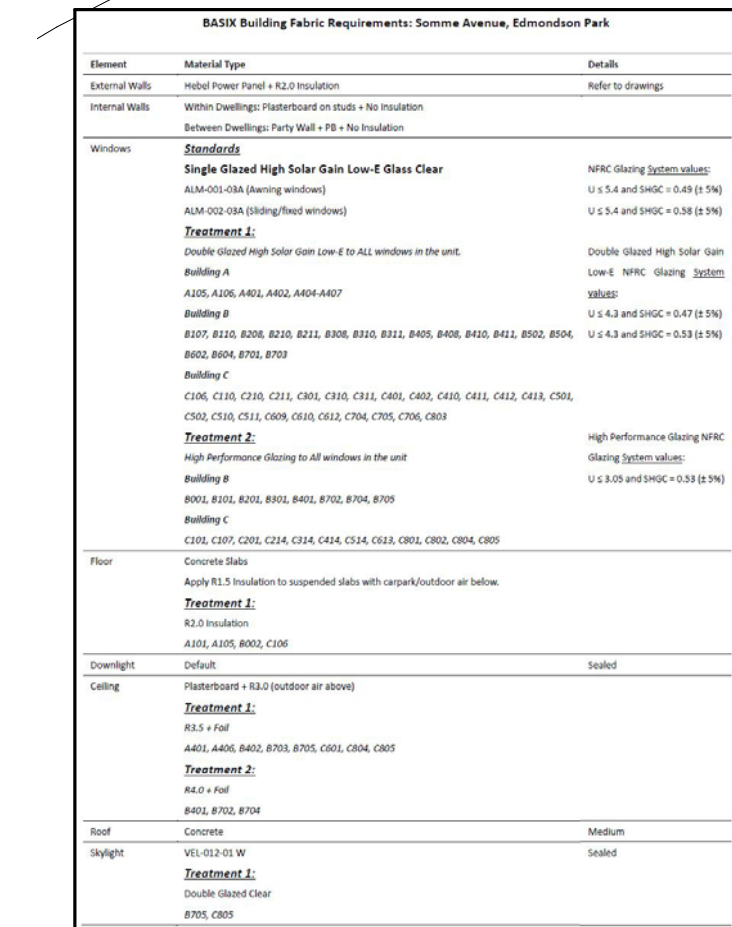 BASIX Building Fabric Requirements: Somme Avenue, Edmondson Park
Element Material Type Details
External Walls Hebel Power Panel + R2.0 Insulation Refer to drawings
Internal Walls Within Dwellings: Plasterboard on studs + No Insulation
Between Dwellings: Party Wall + PB + No Insulation
Windows Standards
Single Glazed High Solar Gain Low-E Glass Clear NFRC Glazing System values:
ALM-001-03A (Awning windows) U ≤ 5.4 and SHGC = 0.49 (± 5%)
ALM-002-03A (Sliding/fixed windows) U ≤ 5.4 and SHGC = 0.58 (± 5%)
Treatment 1:
Double Glazed High Solar Gain Low-E to ALL windows in the unit. Double Glazed High Solar Gain
Building A Low-E NFRC Glazing System
A105, A106, A401, A402, A404-A407 values:
Building B U ≤ 4.3 and SHGC = 0.47 (± 5%)
B107, B110, B208, B210, B211, B308, B310, B311, B405, B408, B410, B411, B502, B504, U ≤ 4.3 and SHGC = 0.53 (± 5%)
B602, B604, B701, B703
Building C
C106, C110, C210, C211, C301, C310, C311, C401, C402, C410, C411, C412, C413, C501,
C502, C510, C511, C609, C610, C612, C704, C705, C706, C803
Treatment 2: High Performance Glazing NFRC
High Performance Glazing to All windows in the unit Glazing System values:
Building B U ≤ 3.05 and SHGC = 0.53 (± 5%)
B001, B101, B201, B301, B401, B702, B704, B705
Building C
C101, C107, C201, C214, C314, C414, C514, C613, C801, C802, C804, C805
Floor Concrete Slabs
Apply R1.5 Insulation to suspended slabs with carpark/outdoor air below.
Treatment 1:
R2.0 Insulation
A101, A105, B002, C106
Downlight Default Sealed
Ceiling Plasterboard + R3.0 (outdoor air above)
Treatment 1:
R3.5 + Foil
A401, A406, B402, B703, B705, C601, C804, C805
Treatment 2:
R4.0 + Foil
B401, B702, B704
Roof Concrete Medium
Skylight VEL-012-01 W Sealed
Treatment 1:
Double Glazed Clear
B705, C805